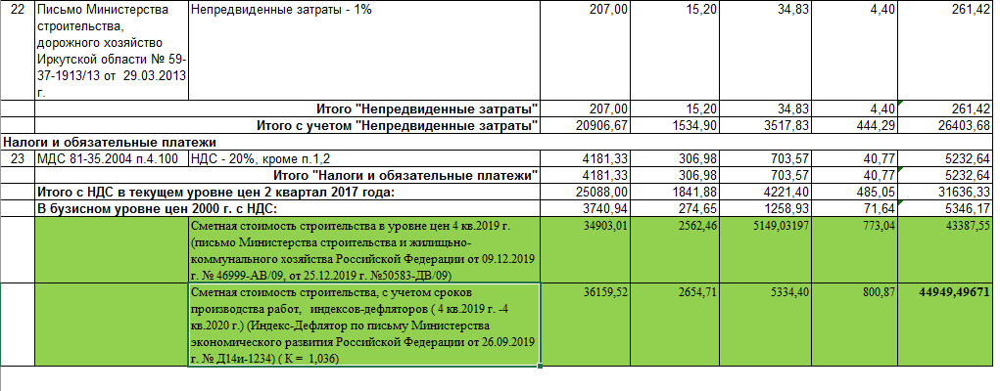 22 Письмо Министерства Непредвиденные затраты - 1% 207,00 15,20 34,83 4,40 261,42
строительства,
дорожного хозяйство
Иркутской области № 59-
37-1913/13 от 29.03.2013
г.
Итого "Непредвиденные затраты" 207,00 15,20 34,83 4,40 261,42
Итого с учетом "Непредвиденные затраты" 20906,67 1534,90 3517,83 444,29 26403,68
Налоги и обязательные платежи
23 МДС 81-35.2004 п.4.100 НДС - 20%, кроме п.1,2 4181,33 306,98 703,57 40,77 5232,64
Итого "Налоги и обязательные платежи" 4181,33 306,98 703,57 40,77 5232,64
Итого с НДС в текущем уровне цен 2 квартал 2017 года: 25088,00 1841,88 4221,40 485,05 31636,33
В бузисном уровне цен 2000 г. с НДС: 3740,94 274,65 1258,93 71,64 5346,17
Сметная стоимость строительства в уровне цен 4 кв.2019 г. 34903,01 2562,46 5149,03197 773,04 43387,55
(письмо Министерства строительства и жилищьно-
коммунального хозяйства Российской Федерации от 09.12.2019
г. № 46999-АВ/09, от 25.12.2019 г. №50583-ДВ/09)
Сметная стоимость строительства, с учетом сроков 36159,52 2654,71 5334,40 800,87 44949,49671
производства работ, индексов-дефляторов ( 4 кв.2019 г. -4
кв.2020 г.) (Индекс-Дефлятор по письму Министерства
экономического развития Российской Федерации от 26.09.2019
г. № Д14и-1234) ( К = 1,036)